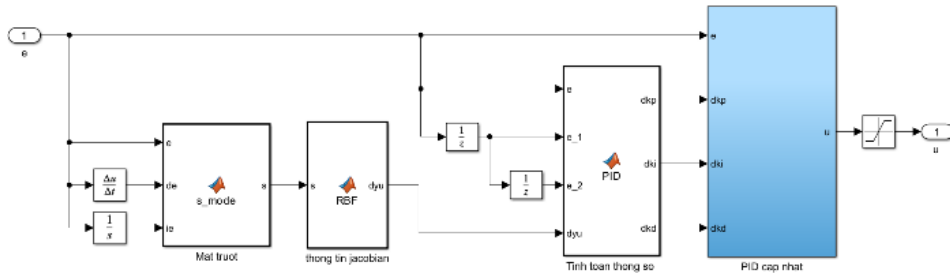 1
e
e
Δu
Δt
de
1
s
ie
s_mode
s
Mat truot
s
RBF
dyu
thong tin jacobian
1
z
1
z
e
e_1
e_2
dyu
PID
dkp
dki
dkd
Tinh toan thong so
e
dkp
dki
dkd
u
PID cap nhat
1
u